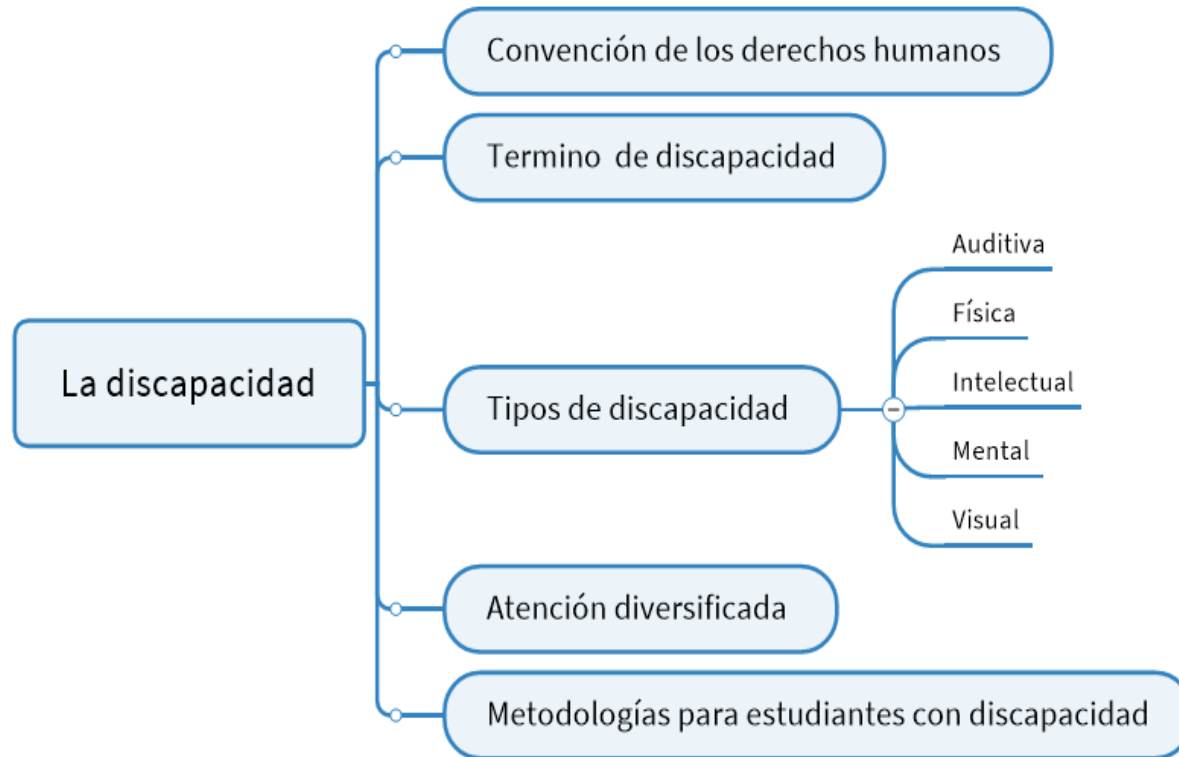 Convención de los derechos humanos
Termino de discapacidad
La discapacidad
Tipos de discapacidad
Auditiva
Física
Intelectual
Mental
Visual
Atención diversificada
Metodologías para estudiantes con discapacidad